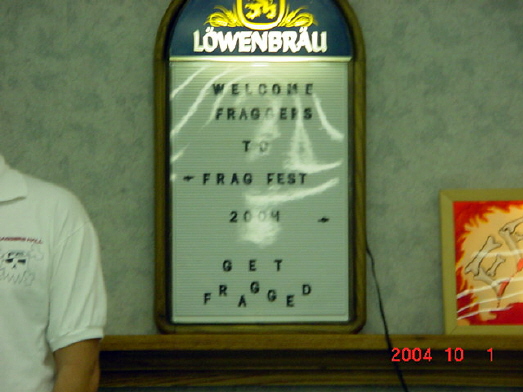 LÖWENBRÄU
WELCOME
FRAGGERS
TO
FRAG FEST
2004
GET
FRAGGED
2004 10 1